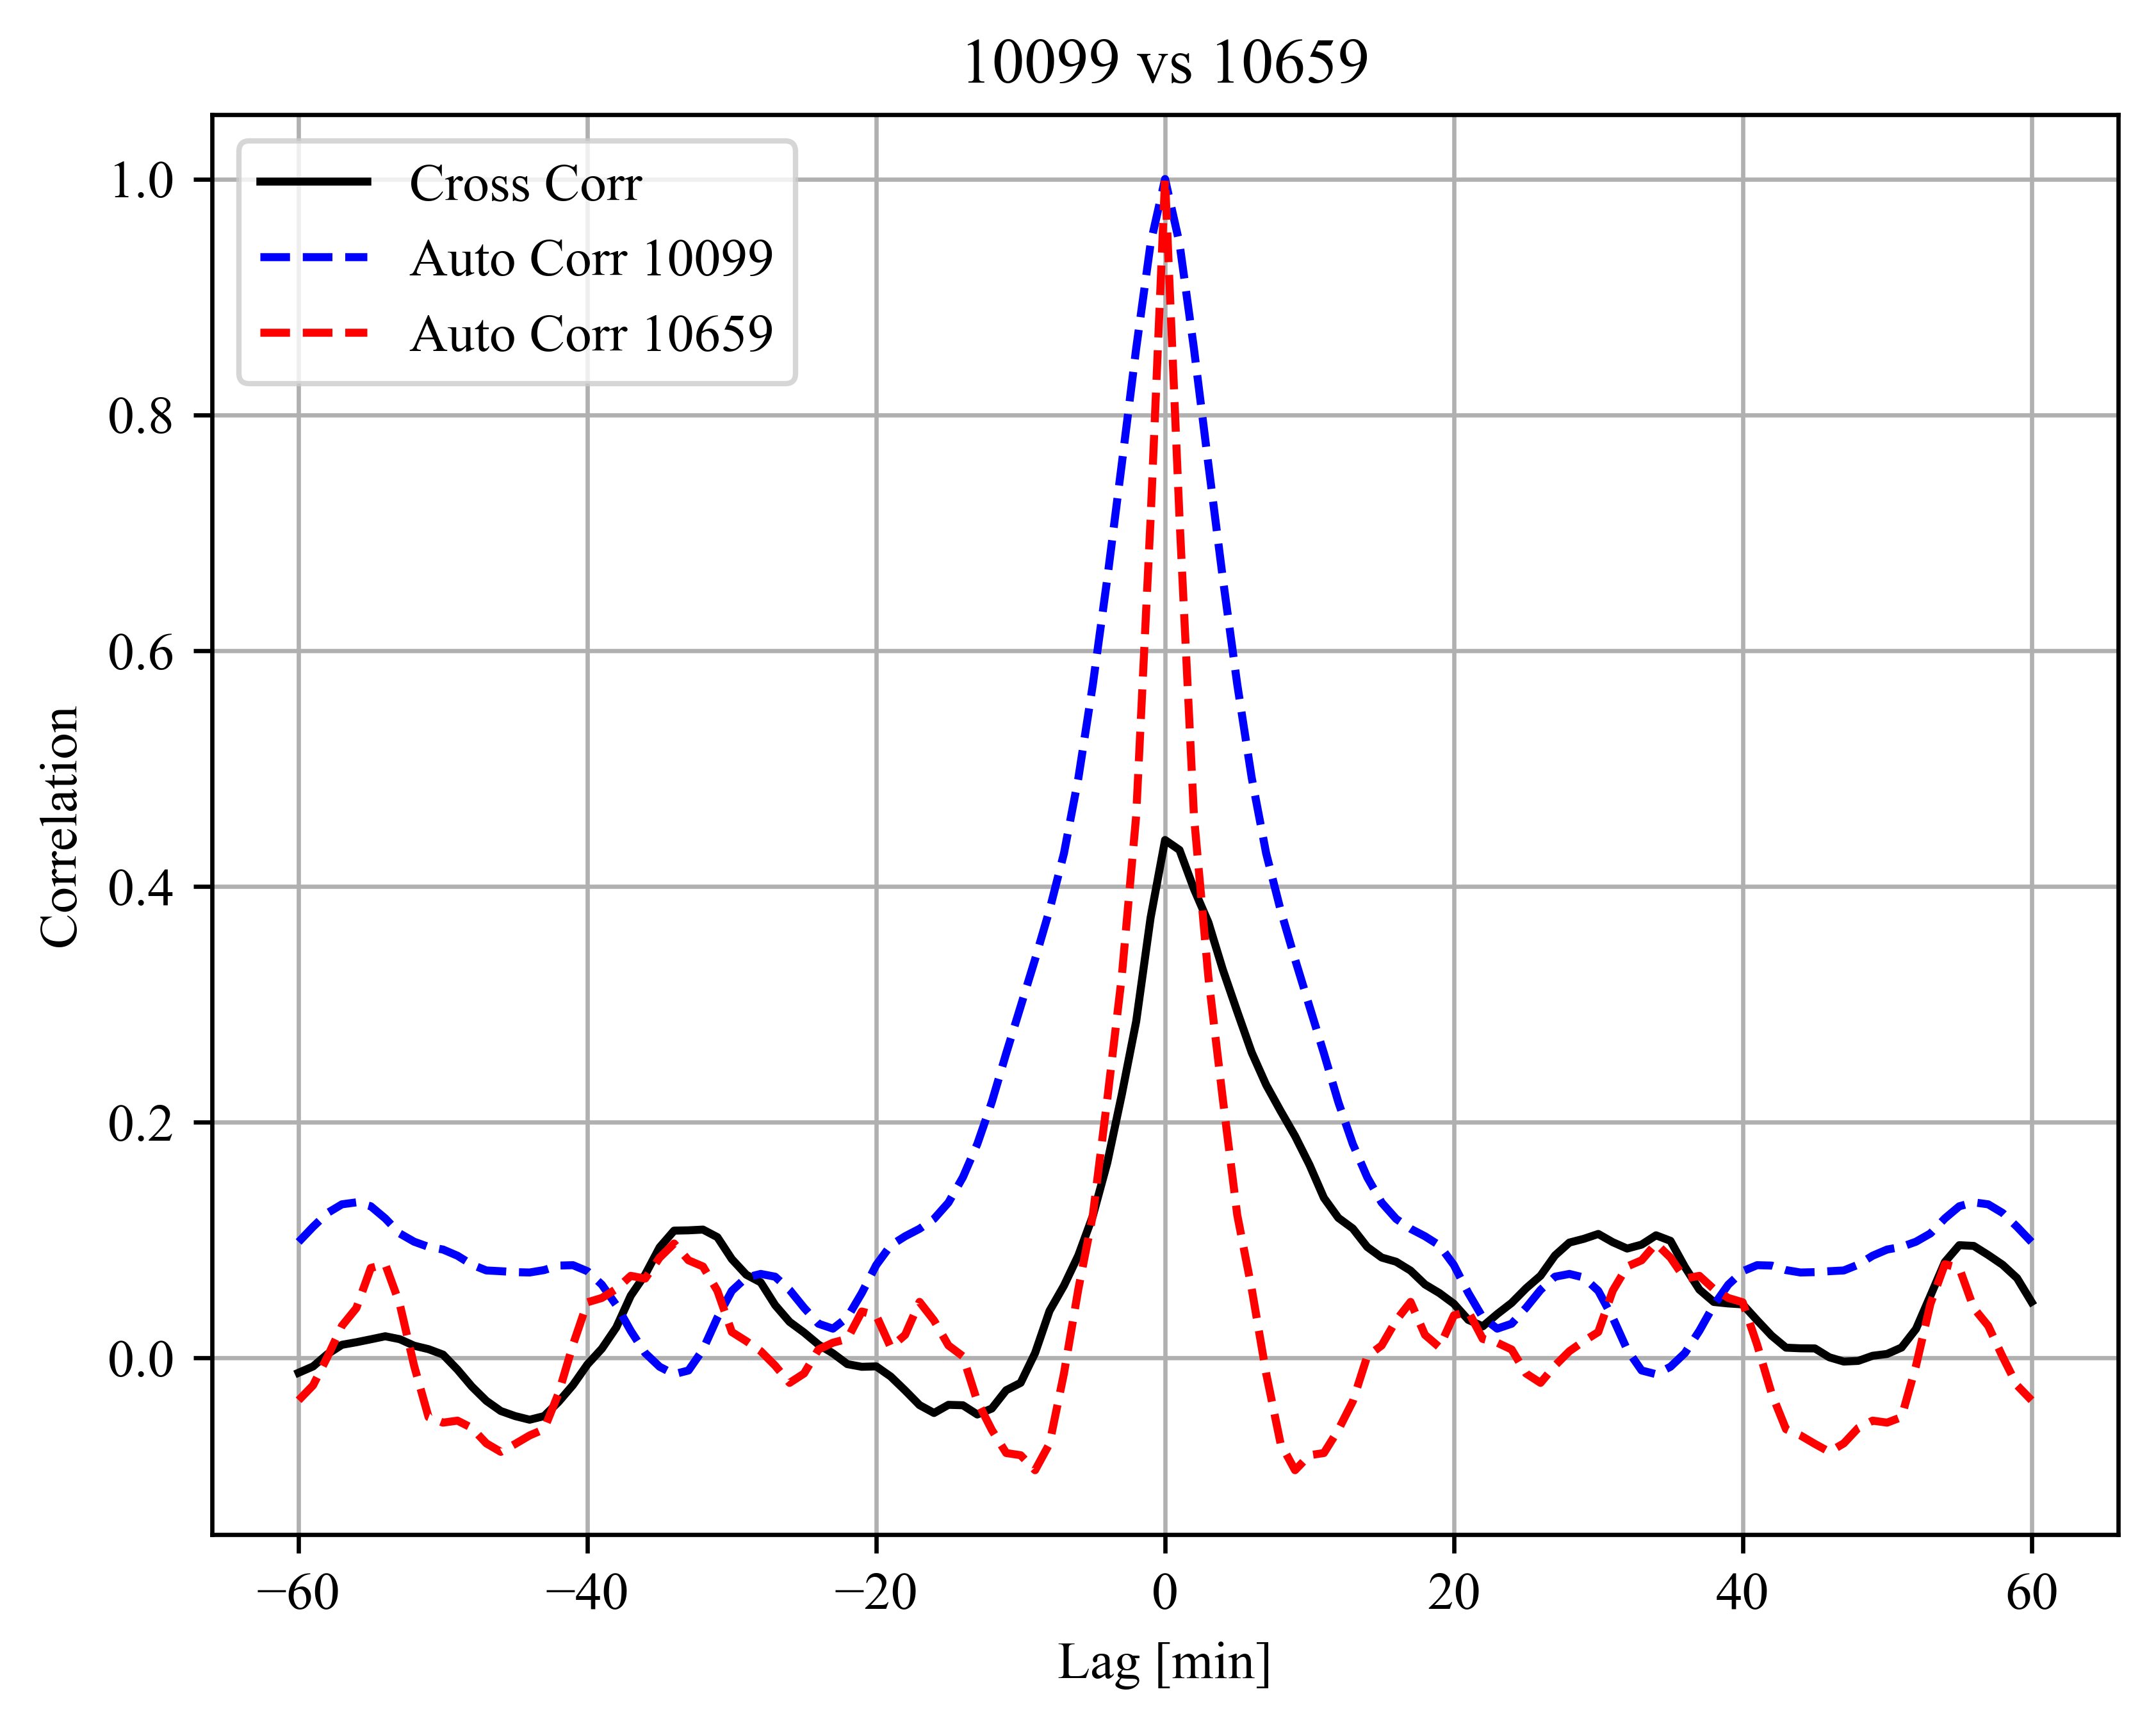 10099 vs 10659
Cross Corr
Auto Corr 10099
Auto Corr 10659
1.0
0.8
0.6
0.4
0.2
0.0
Correlation
−60 −40 −20 0 20 40 60
Lag [min]